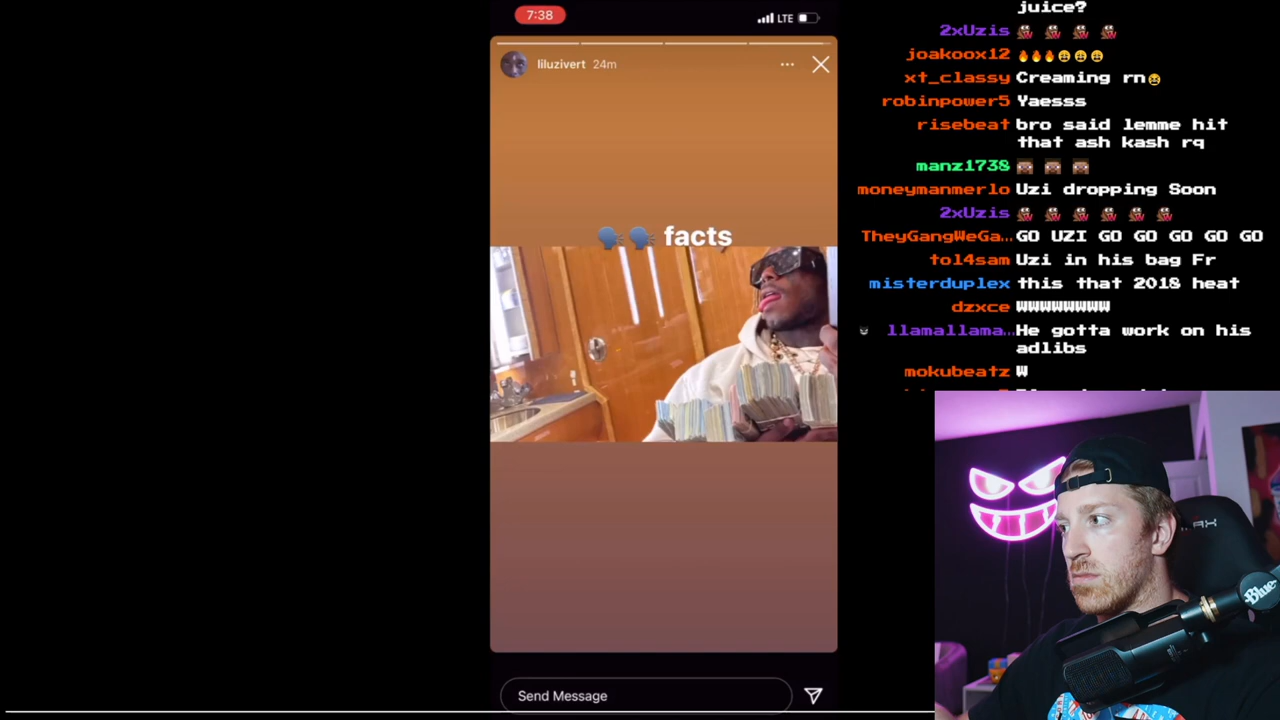 7:38
LTE
liluzivert 24m
facts
Send Message
juice?
2xUzis
joakoox12
xt_classy Creaming rn
robinpower5 Yaesss
risebeat bro said lemme hit
that ash kash rq
manz1738
moneymanmerlo Uzi dropping Soon
2xUzis
TheyGangWeGa… GO UZI GO GO GO GO GO
tol4sam Uzi in his bag Fr
misterduplex this that 2018 heat
dzxce WWWWWWWW
llamallama… He gotta work on his
adlibs
mokubeatz W
Blue